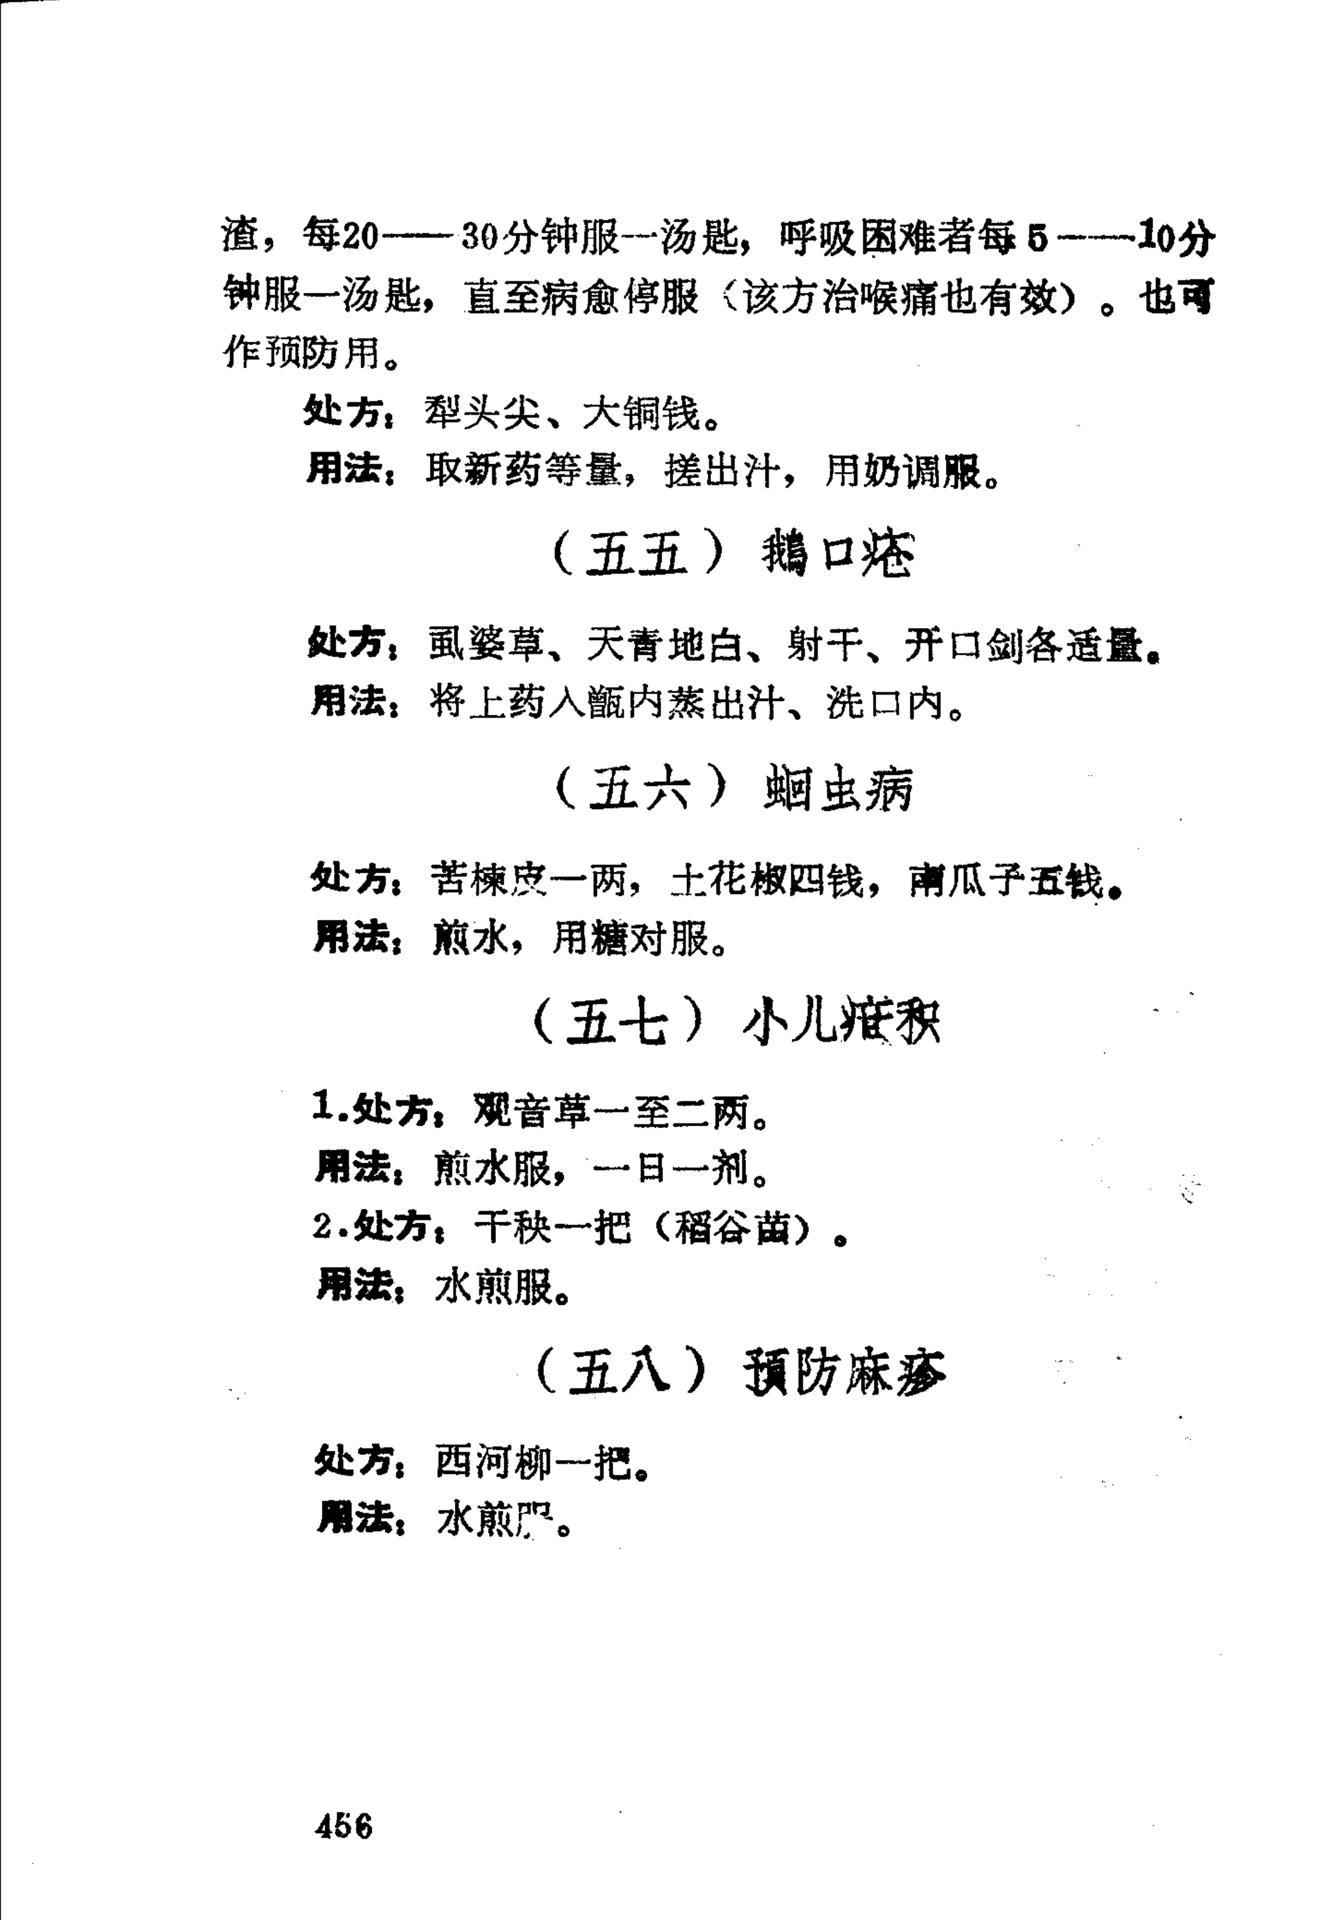 渣，每20——30分钟服一汤匙，呼吸困难者每5——10分
钟服一汤匙，直至病愈停服（该方治喉痛也有效）。也可
作预防用。
处方：犁头尖、大铜钱。
用法：取新药等量，搓出汁，用奶调服。
（五五）鹅口疮
处方：虱婆草、天青地白、射干、开口剑各适量。
用法：将上药入甑内蒸出汁、洗口内。
（五六）蛔虫病
处方：苦楝皮一两，土花椒四钱，南瓜子五钱。
用法：煎水，用糖对服。
（五七）小儿疳积
1.处方：观音草一至二两。
用法：煎水服，一日一剂。
2.处方：干秧一把（稻谷苗）。
用法：水煎服。
（五八）預防麻疹
处方：西河柳一把。
用法：水煎服。
456